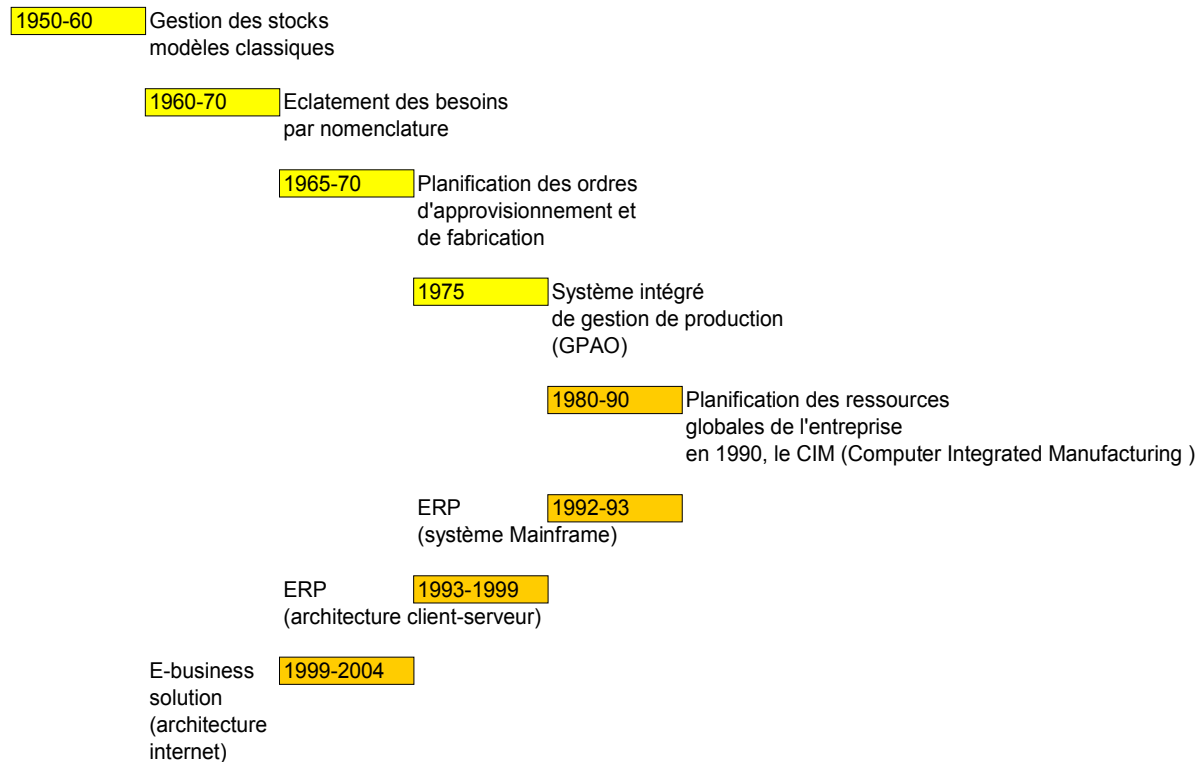 1950-60 Gestion des stocks
modèles classiques
1960-70 Eclatement des besoins
par nomenclature
1965-70 Planification des ordres
d'approvisionnement et
de fabrication
1975 Système intégré
de gestion de production
(GPAO)
1980-90 Planification des ressources
globales de l'entreprise
en 1990, le CIM (Computer Integrated Manufacturing )
ERP 1992-93
(système Mainframe)
ERP 1993-1999
(architecture client-serveur)
E-business 1999-2004
solution
(architecture
internet)